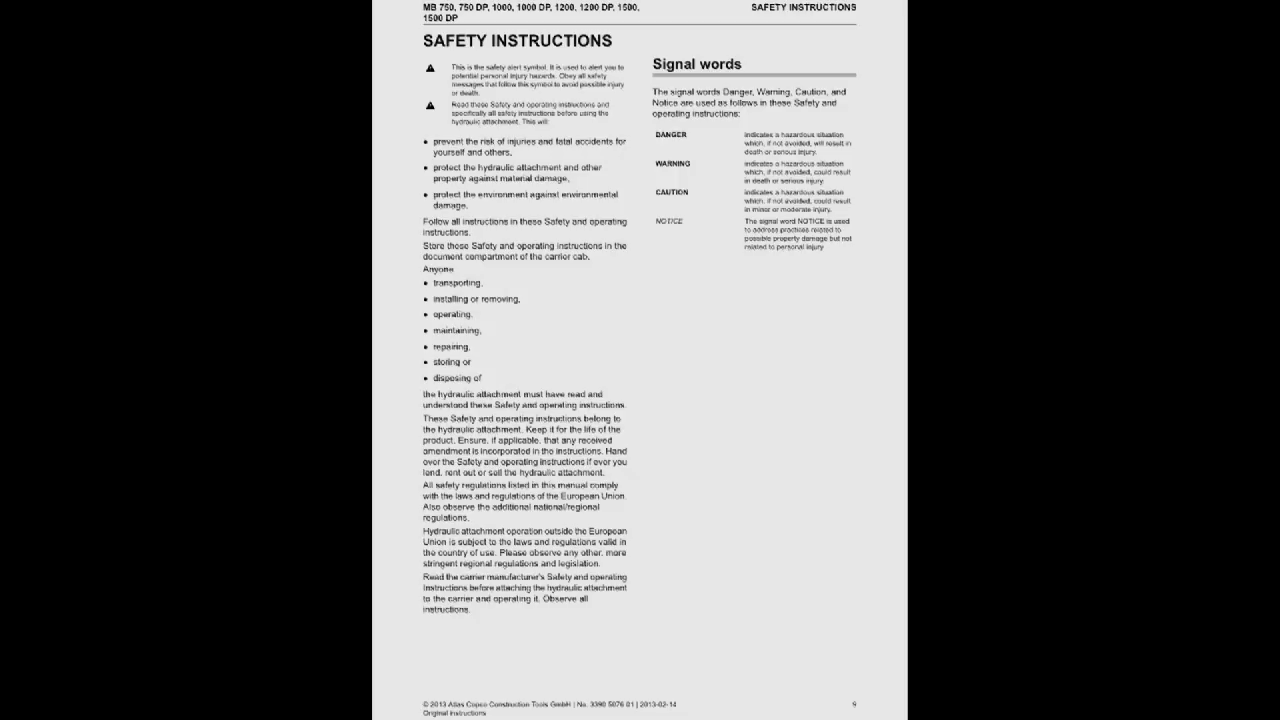 MB 750, 750 DP, 1000, 1000 DP, 1200, 1200 DP, 1500,
1500 DP
SAFETY INSTRUCTIONS
SAFETY INSTRUCTIONS
This is the safety alert symbol. It is used to alert you to
potential personal injury hazards. Obey all safety
messages that follow this symbol to avoid possible injury
or death.
Read these Safety and operating instructions and
specifically all safety instructions before using the
hydraulic attachment. This will:
• prevent the risk of injuries and fatal accidents for
yourself and others,
• protect the hydraulic attachment and other
property against material damage,
• protect the environment against environmental
damage.
Follow all instructions in these Safety and operating
instructions.
Store these Safety and operating instructions in the
document compartment of the carrier cab.
Anyone
• transporting,
• installing or removing,
• operating,
• maintaining,
• repairing,
• storing or
• disposing of
the hydraulic attachment must have read and
understood these Safety and operating instructions.
These Safety and operating instructions belong to
the hydraulic attachment. Keep it for the life of the
product. Ensure, if applicable, that any received
amendment is incorporated in the instructions. Hand
over the Safety and operating instructions if ever you
lend, rent out or sell the hydraulic attachment.
All safety regulations listed in this manual comply
with the laws and regulations of the European Union.
Also observe the additional national/regional
regulations.
Hydraulic attachment operation outside the European
Union is subject to the laws and regulations valid in
the country of use. Please observe any other, more
stringent regional regulations and legislation.
Read the carrier manufacturer's Safety and operating
instructions before attaching the hydraulic attachment
to the carrier and operating it. Observe all
instructions.
Signal words
The signal words Danger, Warning, Caution, and
Notice are used as follows in these Safety and
operating instructions:
DANGER indicates a hazardous situation
which, if not avoided, will result in
death or serious injury.
WARNING indicates a hazardous situation
which, if not avoided, could result
in death or serious injury.
CAUTION indicates a hazardous situation
which, if not avoided, could result
in minor or moderate injury.
NOTICE The signal word NOTICE is used
to address practices related to
possible property damage but not
related to personal injury
© 2013 Atlas Copco Construction Tools GmbH | No. 3390 5076 01 | 2013-02-14
Original instructions
9